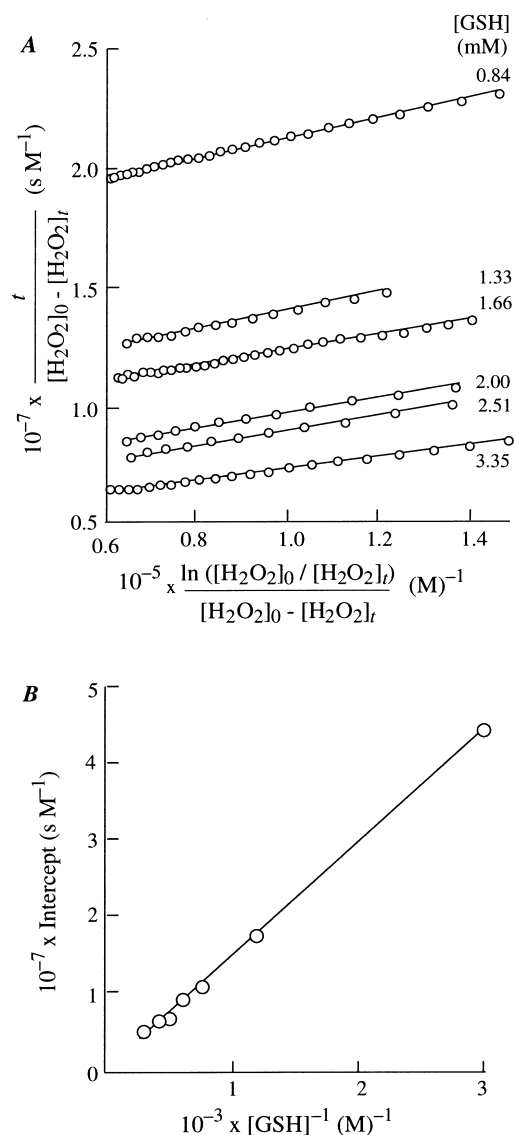 A
[GSH]
(mM)
2.5
0.84
2.0
1.5
1.33
1.66
1.0
2.00
2.51
3.35
0.5
0.6 0.8 1.0 1.2 1.4
10⁻⁷ x t / [H₂O₂]₀ - [H₂O₂]ₜ (s M⁻¹)
10⁻⁵ x ln ([H₂O₂]₀ / [H₂O₂]ₜ) (M)⁻¹
[H₂O₂]₀ - [H₂O₂]ₜ
B
5
4
3
2
1
0
10⁻⁷ x Intercept (s M⁻¹)
1 2 3
10⁻³ x [GSH]⁻¹ (M)⁻¹